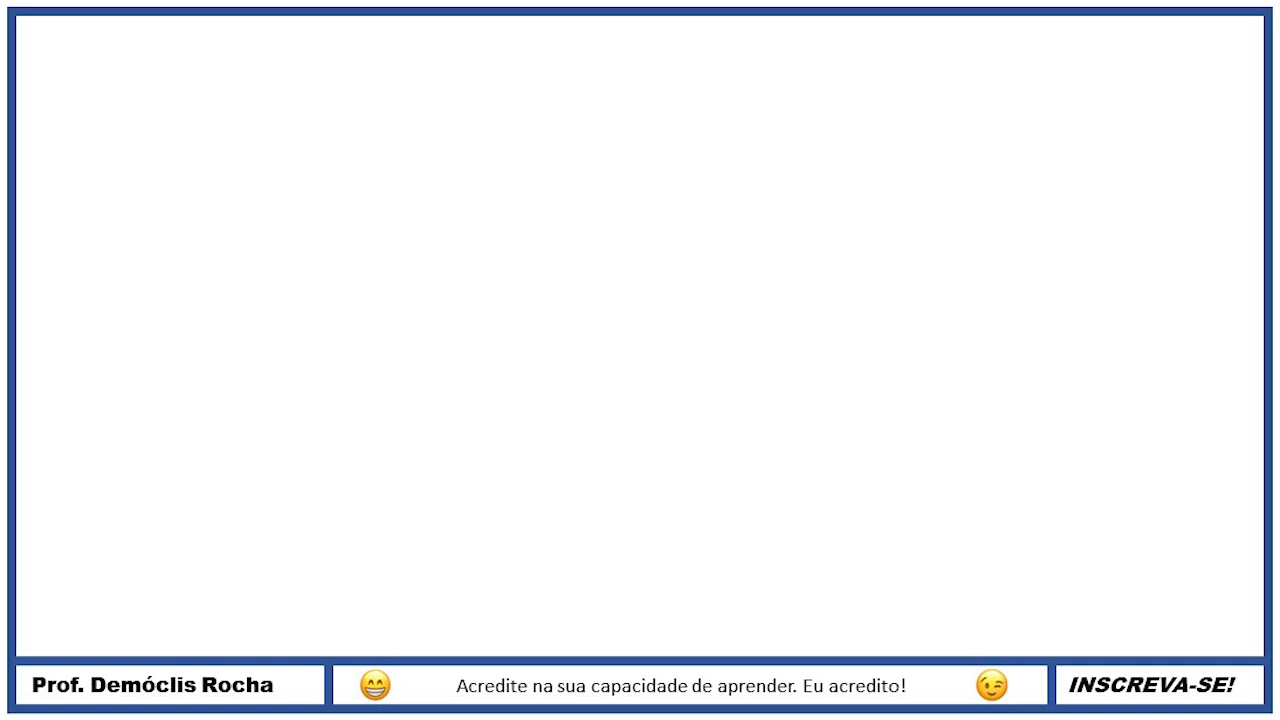 Prof. Demóclis Rocha
Acredite na sua capacidade de aprender. Eu acredito!
INSCREVA-SE!